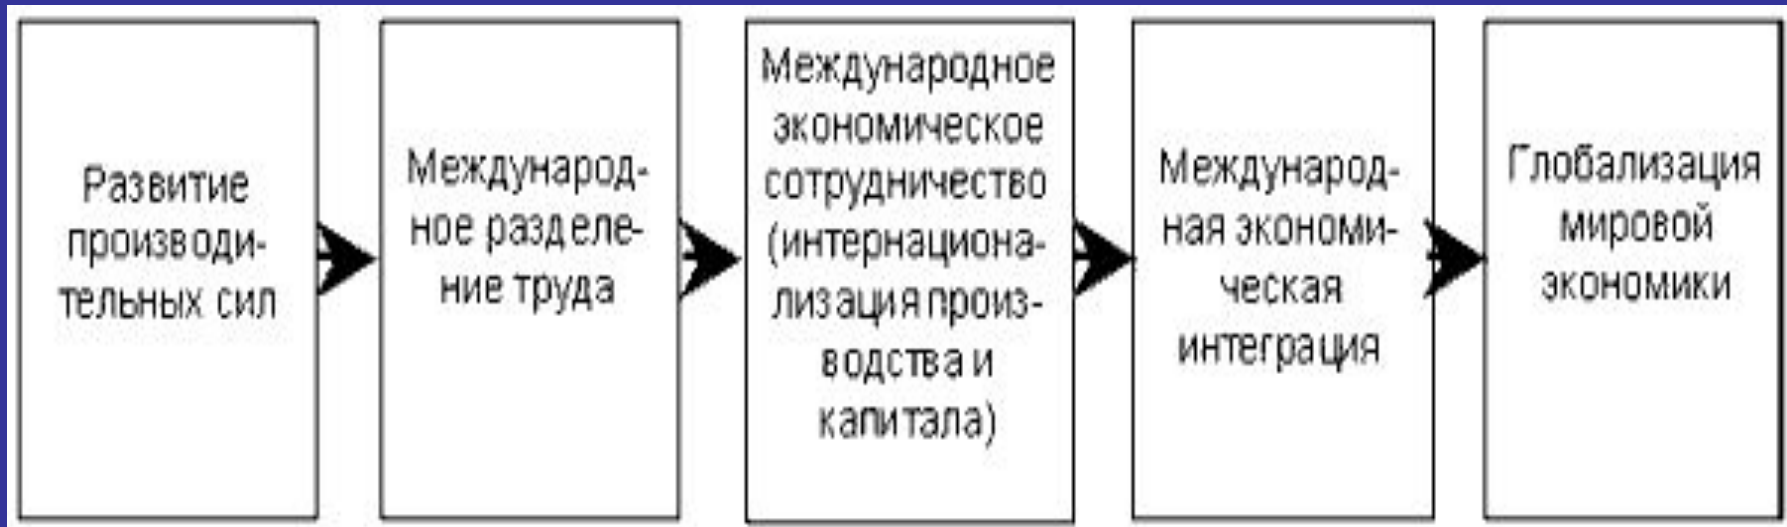 Развитие
производи-
тельных сил
Международ-
ное разделе-
ние труда
Международное
экономическое
сотрудничество
(интернациона-
лизация произ-
водства и
капитала)
Международ-
ная экономи-
ческая
интеграция
Глобализация
мировой
экономики